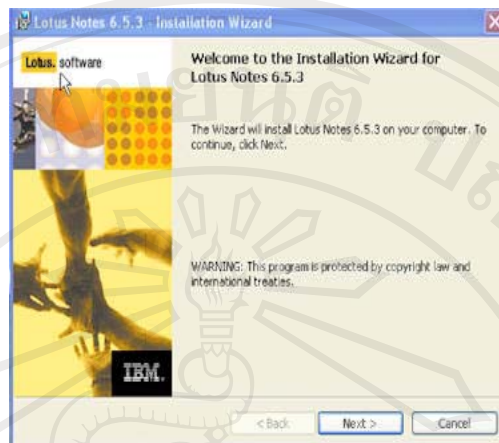 Lotus Notes 6.5.3 - Installation Wizard
Lotus. software
Welcome to the Installation Wizard for
Lotus Notes 6.5.3
The Wizard will install Lotus Notes 6.5.3 on your computer. To
continue, click Next.
WARNING: This program is protected by copyright law and
international treaties.
IBM.
< Back
Next >
Cancel